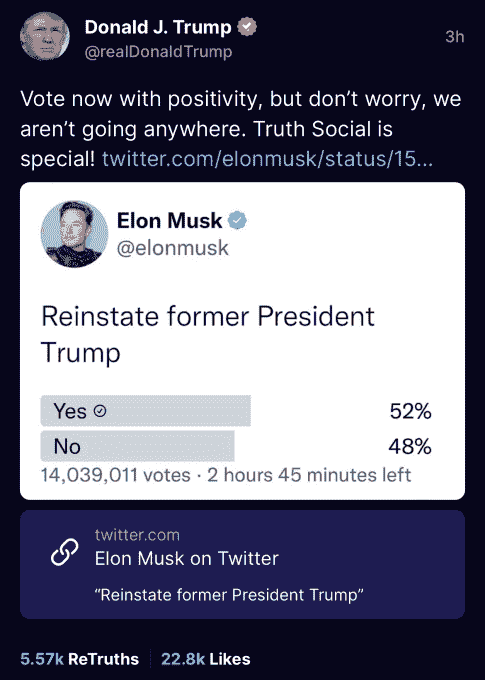 Donald J. Trump
3h
@realDonaldTrump
Vote now with positivity, but don’t worry, we
aren’t going anywhere. Truth Social is
special! twitter.com/elonmusk/status/15...
Elon Musk
@elonmusk
Reinstate former President
Trump
Yes 52%
No 48%
14,039,011 votes · 2 hours 45 minutes left
twitter.com
Elon Musk on Twitter
“Reinstate former President Trump”
5.57k ReTruths 22.8k Likes